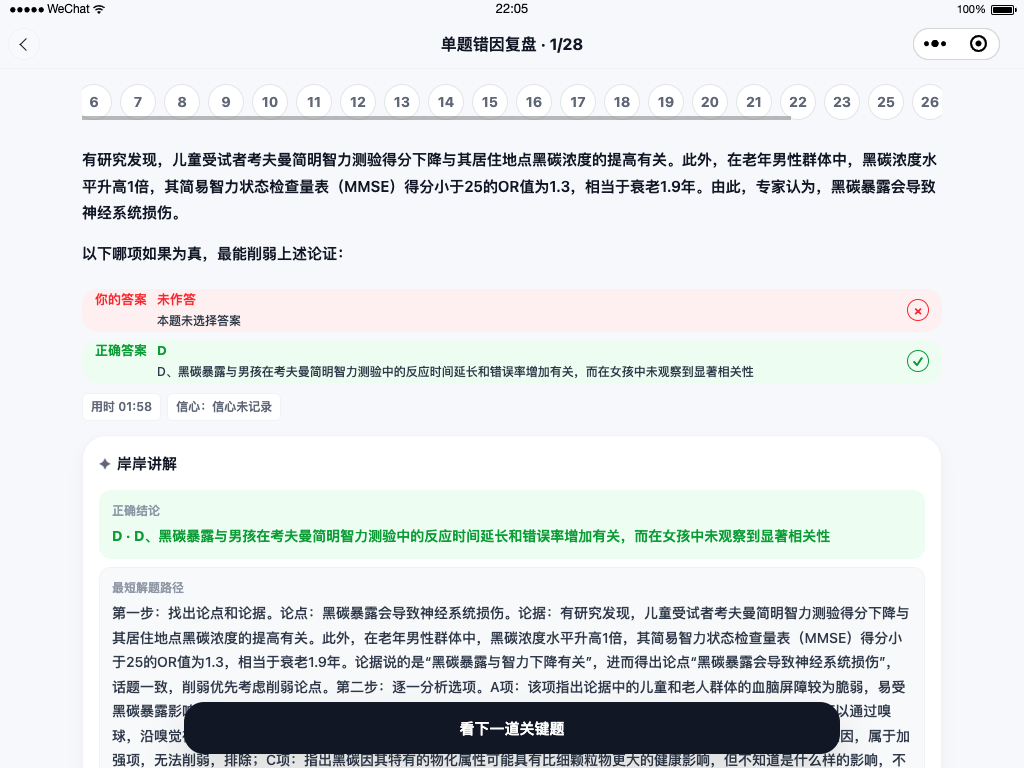 WeChat 22:05 100%
单题错因复盘 · 1/28
6 7 8 9 10 11 12 13 14 15 16 17 18 19 20 21 22 23 25 26
有研究发现，儿童受试者考夫曼简明智力测验得分下降与其居住地点黑碳浓度的提高有关。此外，在老年男性群体中，黑碳浓度水
平升高1倍，其简易智力状态检查量表（MMSE）得分小于25的OR值为1.3，相当于衰老1.9年。由此，专家认为，黑碳暴露会导致
神经系统损伤。
以下哪项如果为真，最能削弱上述论证：
你的答案 未作答
本题未选择答案
正确答案 D
D、黑碳暴露与男孩在考夫曼简明智力测验中的反应时间延长和错误率增加有关，而在女孩中未观察到显著相关性
用时 01:58 信心：信心未记录
岸岸讲解
正确结论
D · D、黑碳暴露与男孩在考夫曼简明智力测验中的反应时间延长和错误率增加有关，而在女孩中未观察到显著相关性
最短解题路径
第一步：找出论点和论据。论点：黑碳暴露会导致神经系统损伤。论据：有研究发现，儿童受试者考夫曼简明智力测验得分下降与
其居住地点黑碳浓度的提高有关。此外，在老年男性群体中，黑碳浓度水平升高1倍，其简易智力状态检查量表（MMSE）得分小
于25的OR值为1.3，相当于衰老1.9年。论据说的是“黑碳暴露与智力下降有关”，进而得出论点“黑碳暴露会导致神经系统损伤”，
话题一致，削弱优先考虑削弱论点。第二步：逐一分析选项。A项：该项指出论据中的儿童和老人群体的血脑屏障较为脆弱，易受
黑碳暴露影 以通过嗅
看下一道关键题
球，沿嗅觉 因，属于加
强项，无法削弱，排除；C项：指出黑碳因其特有的物化属性可能具有比细颗粒物更大的健康影响，但不知道是什么样的影响，不